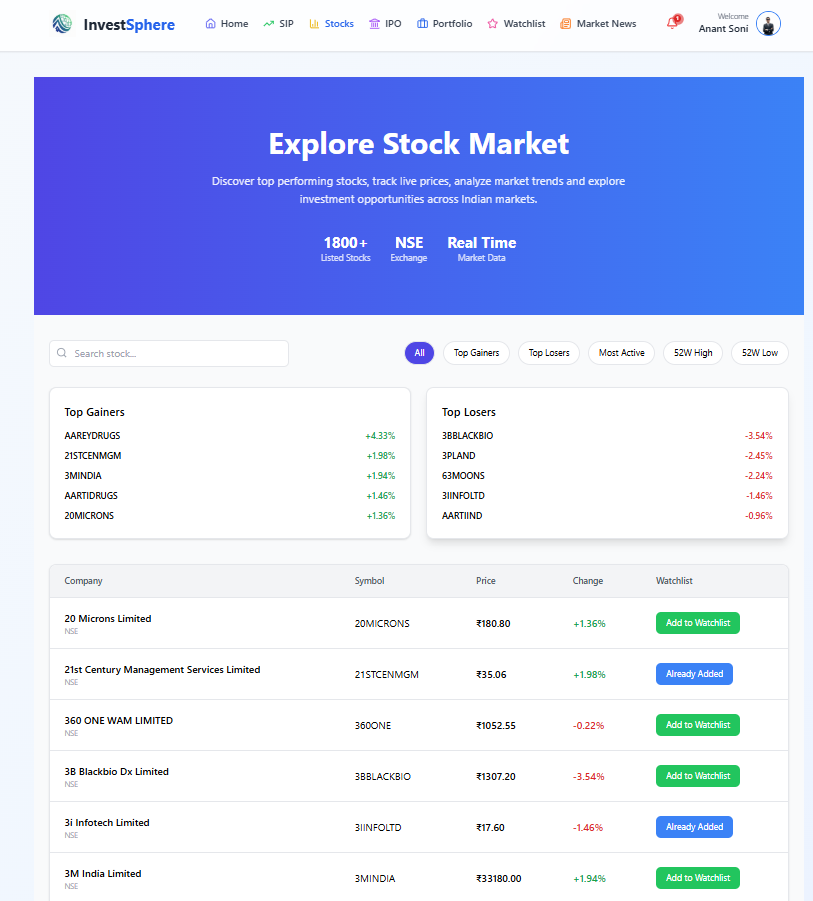 InvestSphere
Home SIP Stocks IPO Portfolio Watchlist Market News
1
Welcome
Anant Soni
Explore Stock Market
Discover top performing stocks, track live prices, analyze market trends and explore
investment opportunities across Indian markets.
1800+ NSE Real Time
Listed Stocks Exchange Market Data
Search stock...
All Top Gainers Top Losers Most Active 52W High 52W Low
Top Gainers
AAREYDRUGS +4.33%
21STCENMGM +1.98%
3MINDIA +1.94%
AARTIDRUGS +1.46%
20MICRONS +1.36%
Top Losers
3BBLACKBIO -3.54%
3PLAND -2.45%
63MOONS -2.24%
3IINFOLTD -1.46%
AARTIIND -0.96%
Company Symbol Price Change Watchlist
20 Microns Limited
NSE
20MICRONS ₹180.80 +1.36% Add to Watchlist
21st Century Management Services Limited
NSE
21STCENMGM ₹35.06 +1.98% Already Added
360 ONE WAM LIMITED
NSE
360ONE ₹1052.55 -0.22% Add to Watchlist
3B Blackbio Dx Limited
NSE
3BBLACKBIO ₹1307.20 -3.54% Add to Watchlist
3i Infotech Limited
NSE
3IINFOLTD ₹17.60 -1.46% Already Added
3M India Limited
NSE
3MINDIA ₹33180.00 +1.94% Add to Watchlist